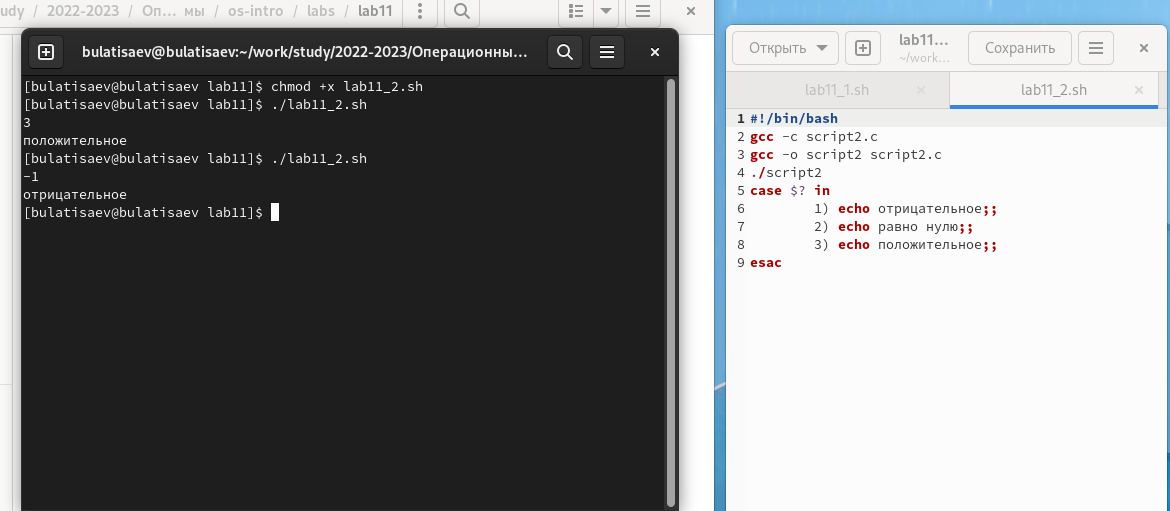 udy / 2022-2023 / Оп… мы / os-intro / labs / lab11
bulatisaev@bulatisaev:~/work/study/2022-2023/Операционны…
[bulatisaev@bulatisaev lab11]$ chmod +x lab11_2.sh
[bulatisaev@bulatisaev lab11]$ ./lab11_2.sh
3
положительное
[bulatisaev@bulatisaev lab11]$ ./lab11_2.sh
-1
отрицательное
[bulatisaev@bulatisaev lab11]$
Открыть
lab11…
~/work…
Сохранить
lab11_1.sh
lab11_2.sh
1 #!/bin/bash
2 gcc -c script2.c
3 gcc -o script2 script2.c
4 ./script2
5 case $? in
6         1) echo отрицательное;;
7         2) echo равно нулю;;
8         3) echo положительное;;
9 esac